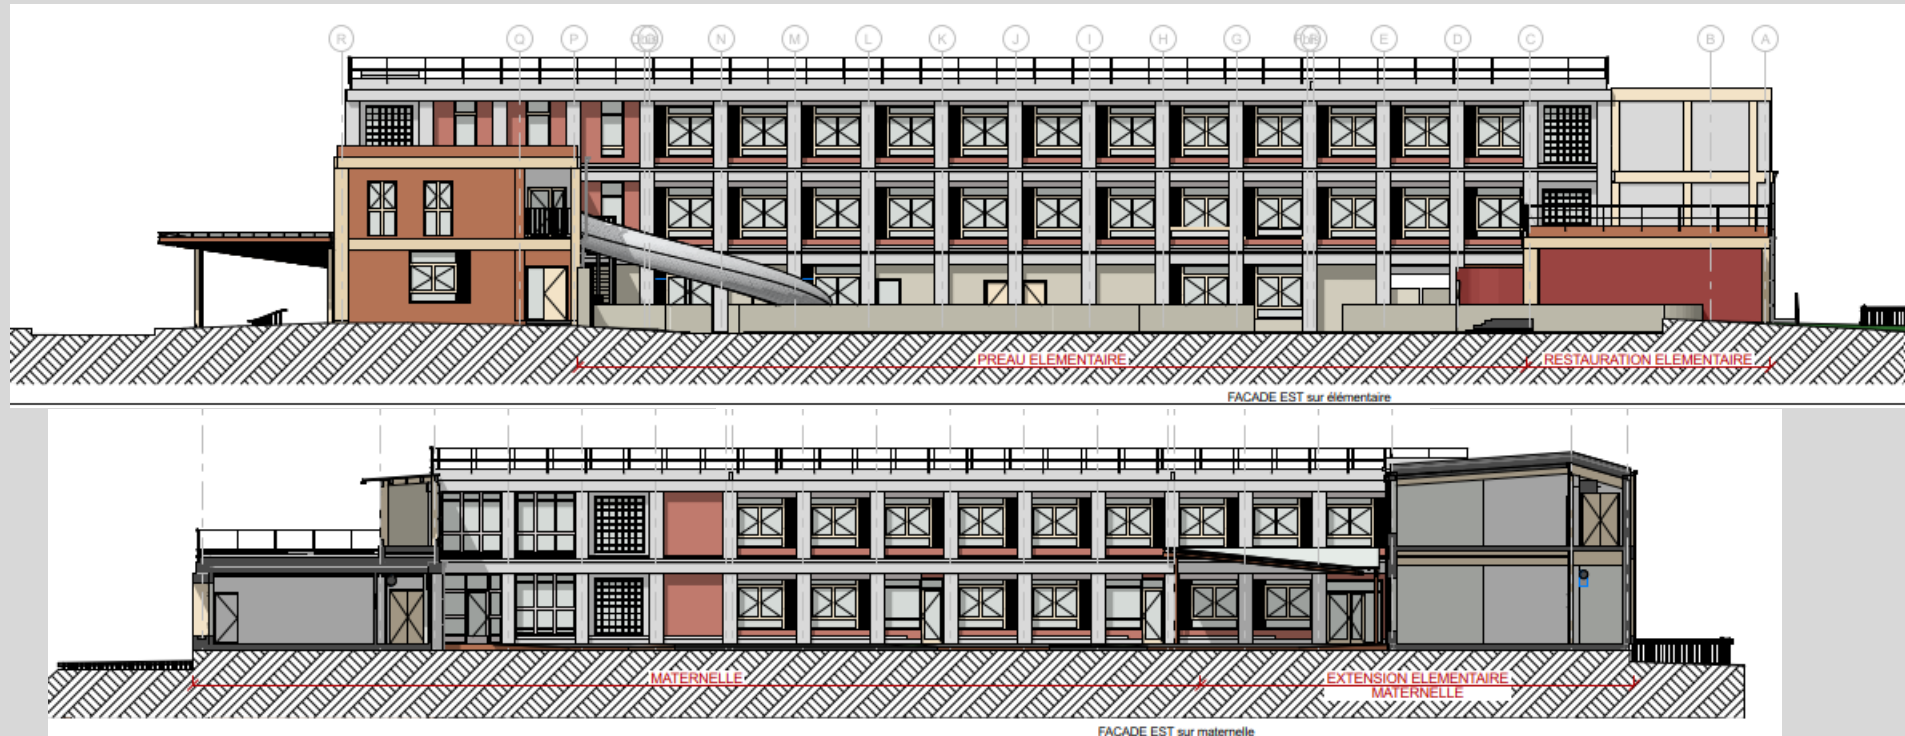 R Q P N M L K J I H G E D C B A
PREAU ELEMENTAIRE RESTAURATION ELEMENTAIRE
FACADE EST sur élémentaire
MATERNELLE EXTENSION ELEMENTAIRE
MATERNELLE
FACADE EST sur maternelle